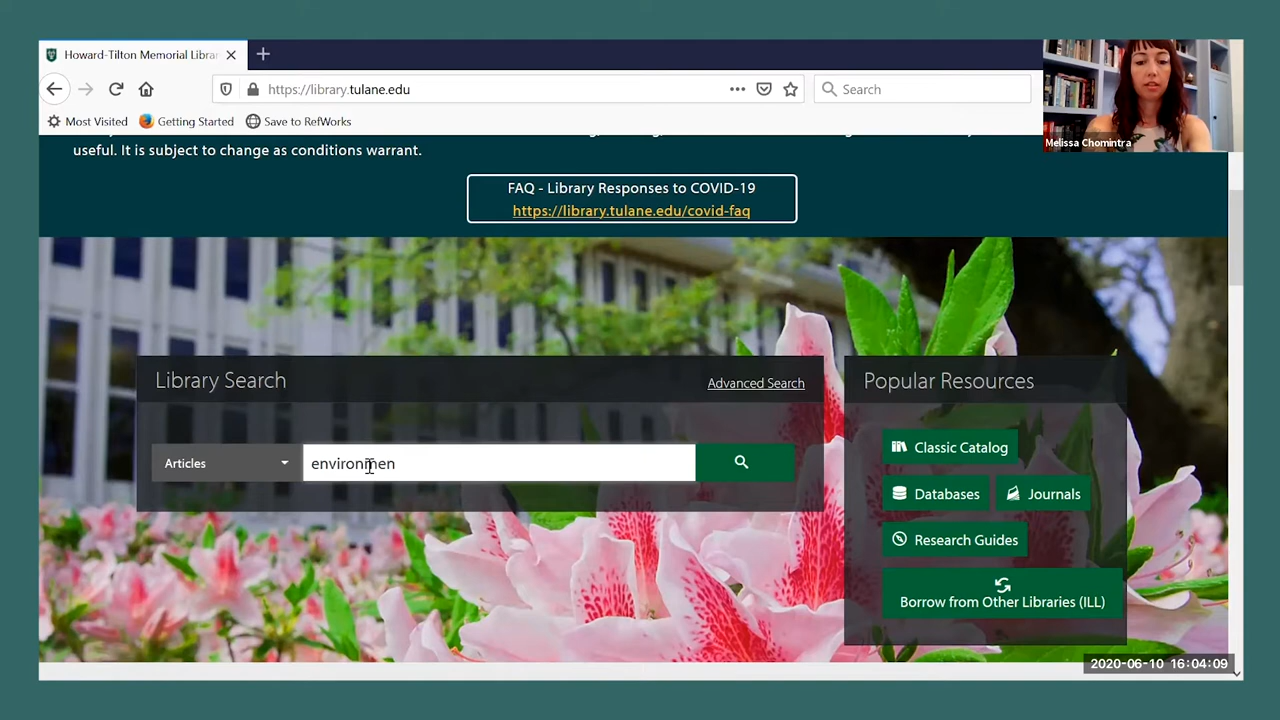 Howard-Tilton Memorial Librar
https://library.tulane.edu
Search
Most Visited
Getting Started
Save to RefWorks
Melissa Chomintra
useful. It is subject to change as conditions warrant.
FAQ - Library Responses to COVID-19
https://library.tulane.edu/covid-faq
Library Search
Advanced Search
Popular Resources
Articles
environmen
Classic Catalog
Databases
Journals
Research Guides
Borrow from Other Libraries (ILL)
2020-06-10 16:04:09